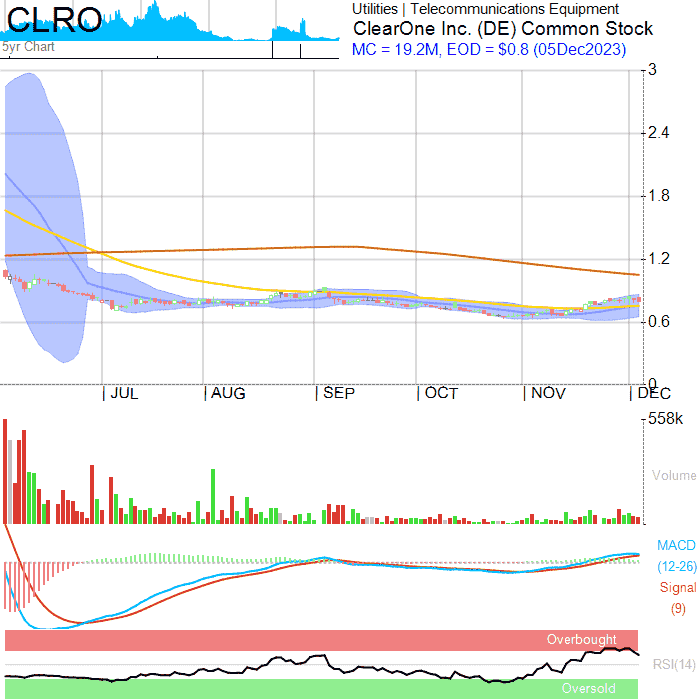 CLRO
5yr Chart
Utilities | Telecommunications Equipment
ClearOne Inc. (DE) Common Stock
MC = 19.2M, EOD = $0.8 (05Dec2023)
3
2.4
1.8
1.2
0.6
0
| JUL | AUG | SEP | OCT | NOV | DEC
558k
Volume
MACD
(12-26)
Signal
(9)
Overbought
RSI(14)
Oversold